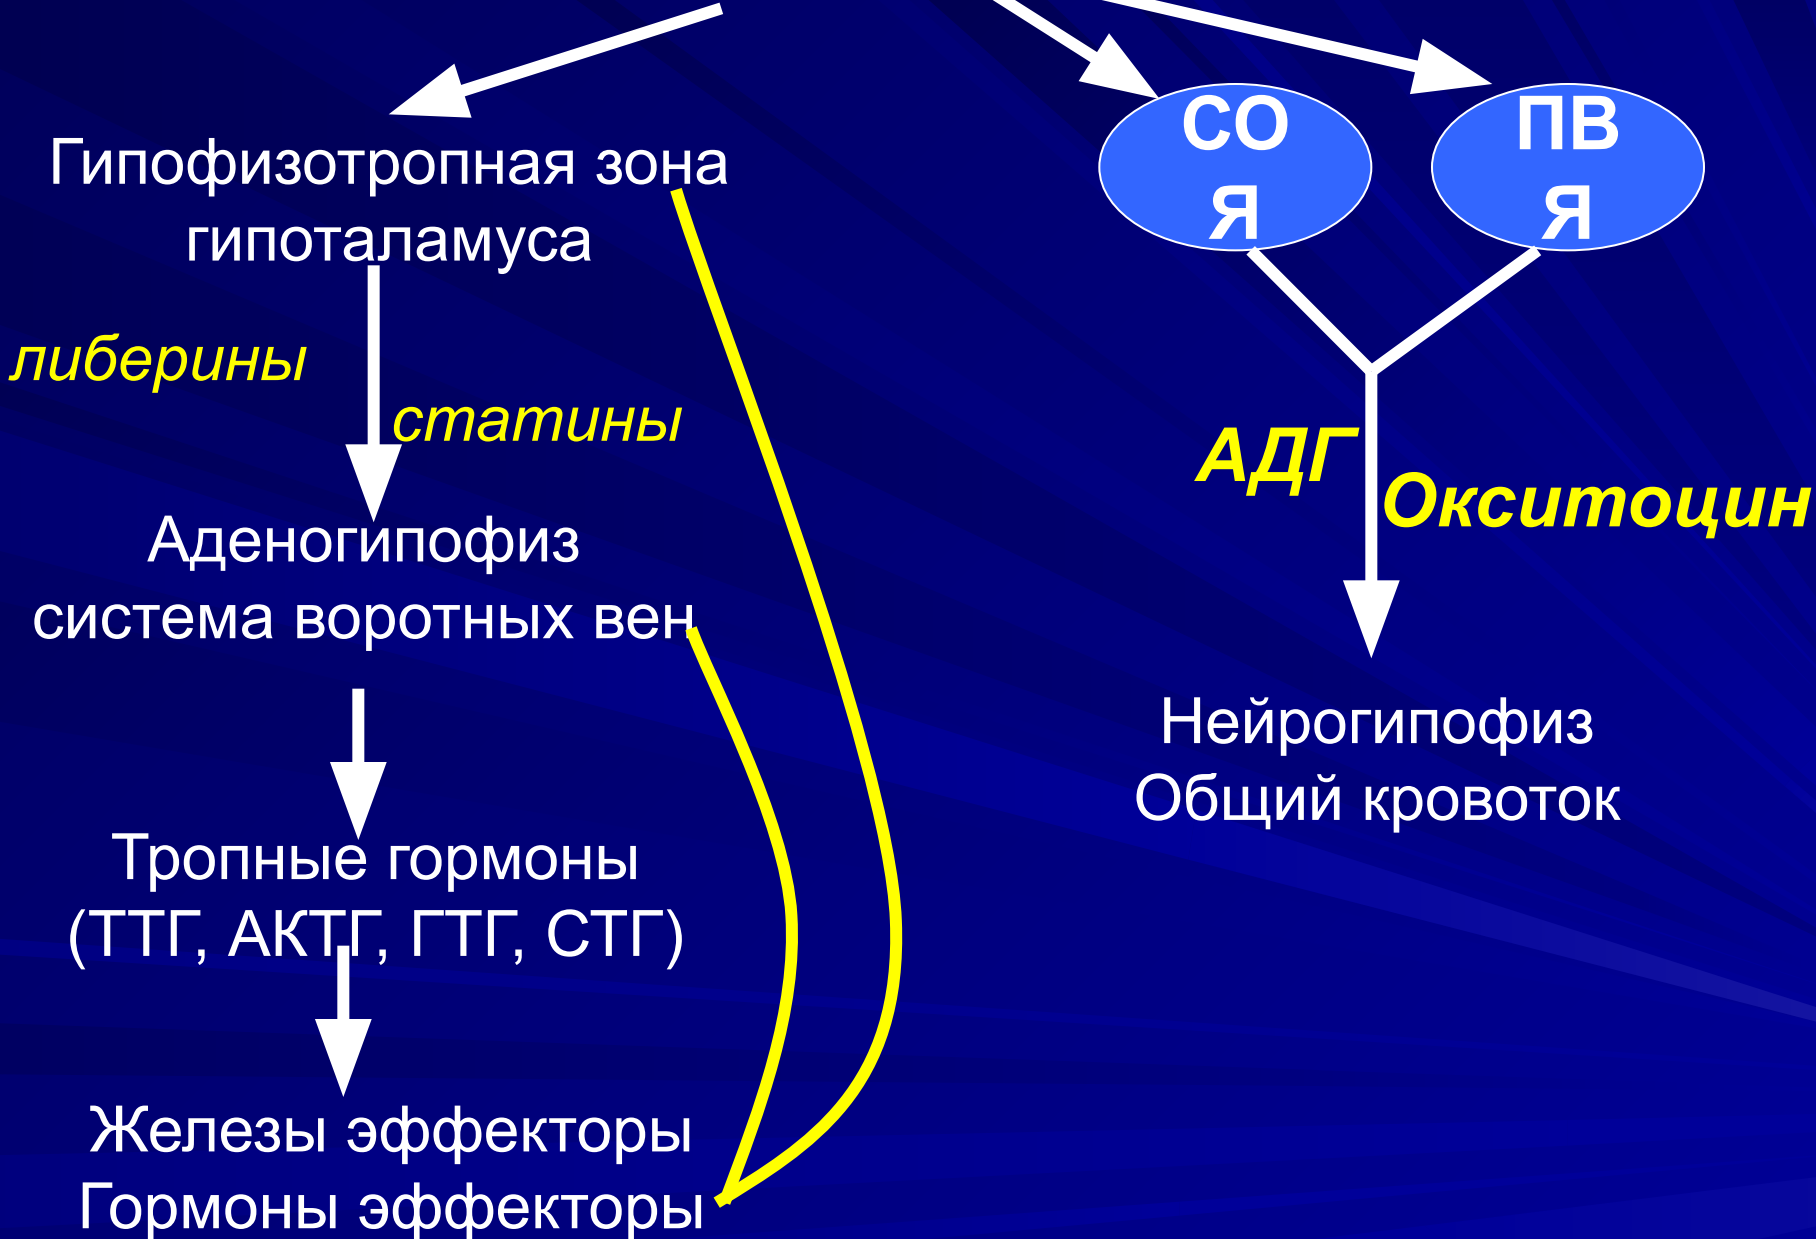 Гипофизотропная зона
гипоталамуса
либерины
статины
Аденогипофиз
система воротных вен
Тропные гормоны
(ТТГ, АКТГ, ГТГ, СТГ)
Железы эффекторы
Гормоны эффекторы
СО
Я
ПВ
Я
АДГ
Окситоцин
Нейрогипофиз
Общий кровоток